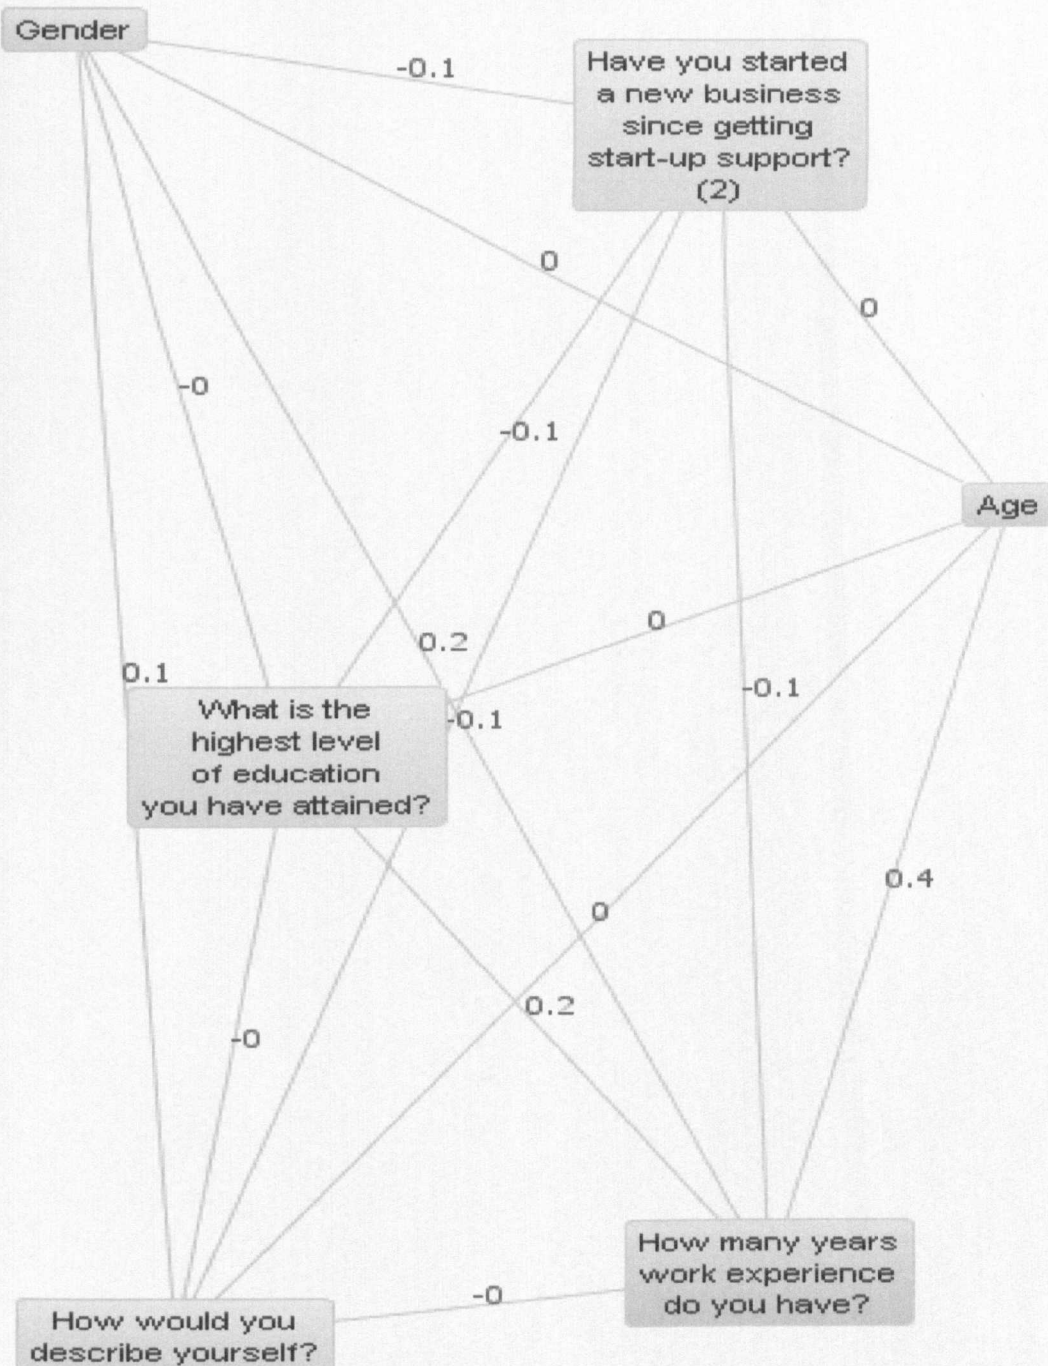 Gender
-0.1
Have you started
a new business
since getting
start-up support?
(2)
0
0
-0
-0.1
Age
0
0.2
0.1
-0.1
-0.1
What is the
highest level
of education
you have attained?
0.4
0
0.2
-0
How many years
work experience
do you have?
-0
How would you
describe yourself?